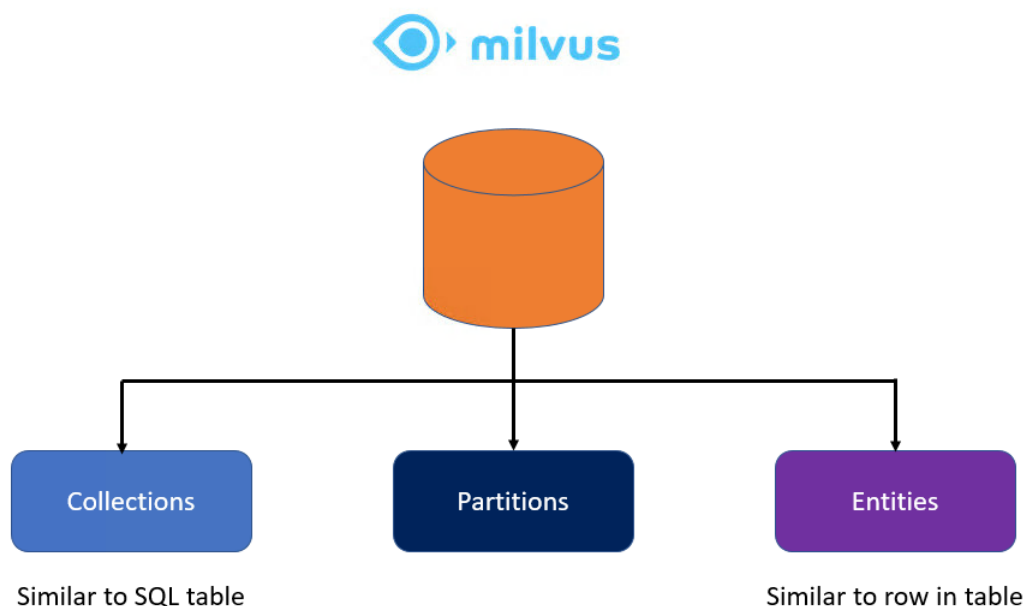 milvus
Collections
Partitions
Entities
Similar to SQL table
Similar to row in table